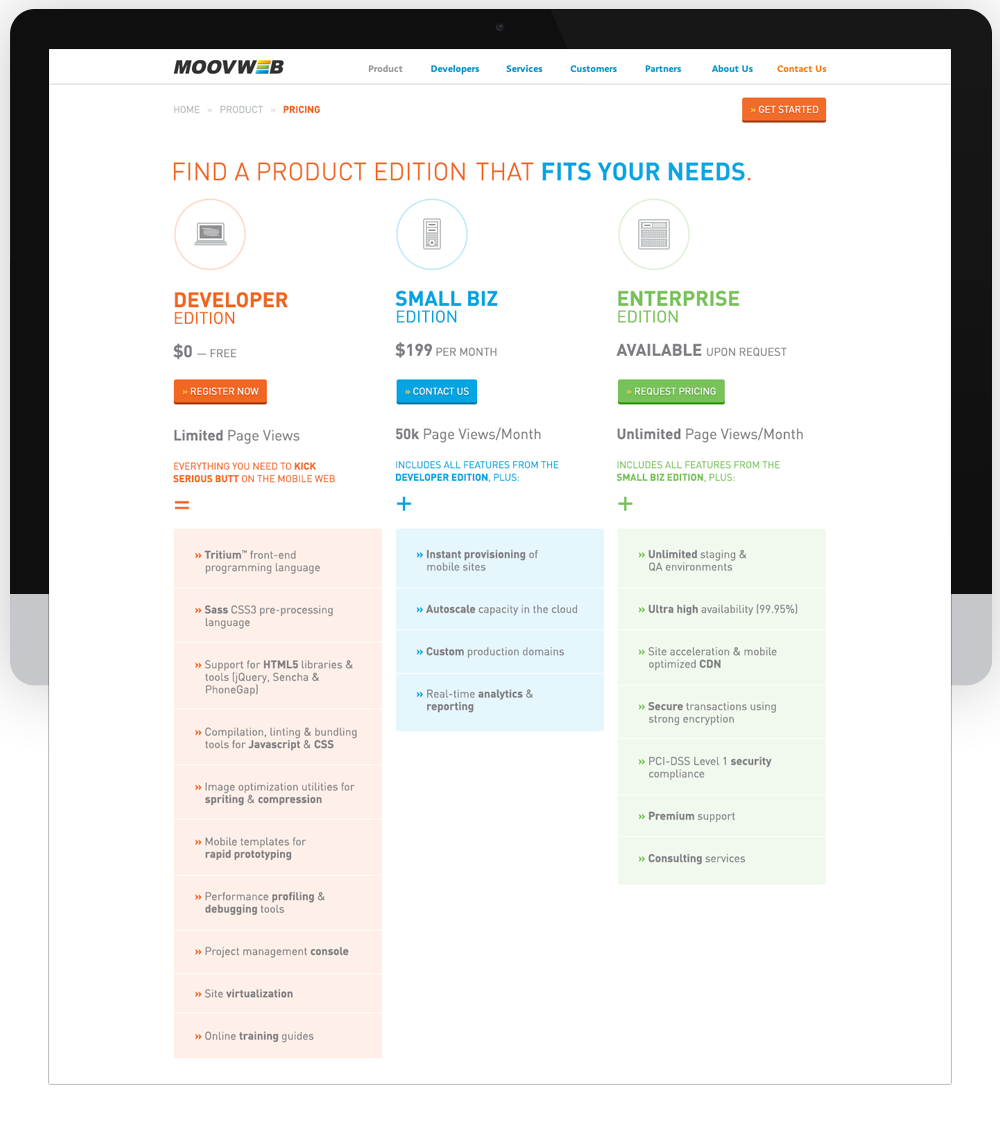 MOOVWEB
Product Developers Services Customers Partners About Us Contact Us
HOME » PRODUCT » PRICING
» GET STARTED
FIND A PRODUCT EDITION THAT FITS YOUR NEEDS.
DEVELOPER
EDITION
$0 — FREE
» REGISTER NOW
Limited Page Views
EVERYTHING YOU NEED TO KICK
SERIOUS BUTT ON THE MOBILE WEB
=
» Tritium™ front-end
programming language
» Sass CSS3 pre-processing
language
» Support for HTML5 libraries &
tools (jQuery, Sencha &
PhoneGap)
» Compilation, linting & bundling
tools for Javascript & CSS
» Image optimization utilities for
spriting & compression
» Mobile templates for
rapid prototyping
» Performance profiling &
debugging tools
» Project management console
» Site virtualization
» Online training guides
SMALL BIZ
EDITION
$199 PER MONTH
» CONTACT US
50k Page Views/Month
INCLUDES ALL FEATURES FROM THE
DEVELOPER EDITION, PLUS:
+
» Instant provisioning of
mobile sites
» Autoscale capacity in the cloud
» Custom production domains
» Real-time analytics &
reporting
ENTERPRISE
EDITION
AVAILABLE UPON REQUEST
» REQUEST PRICING
Unlimited Page Views/Month
INCLUDES ALL FEATURES FROM THE
SMALL BIZ EDITION, PLUS:
+
» Unlimited staging &
QA environments
» Ultra high availability (99.95%)
» Site acceleration & mobile
optimized CDN
» Secure transactions using
strong encryption
» PCI-DSS Level 1 security
compliance
» Premium support
» Consulting services